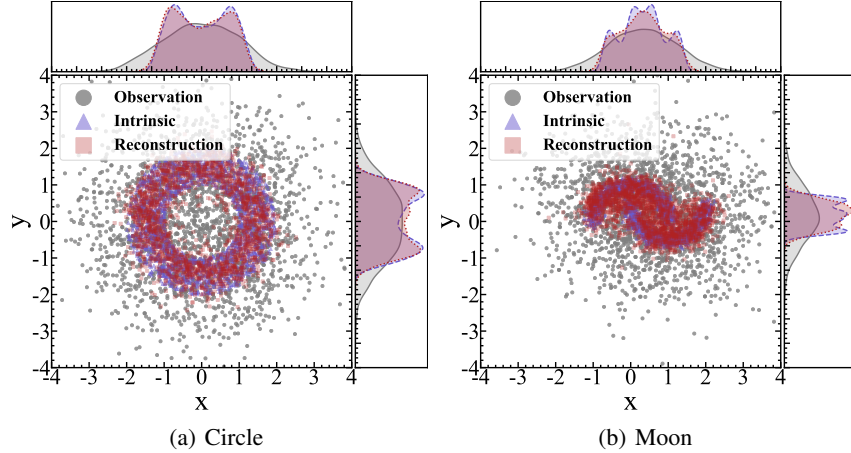 Observation
Intrinsic
Reconstruction
y
4
3
2
1
0
-1
-2
-3
-4
-4 -3 -2 -1 0 1 2 3 4
x
(a) Circle
Observation
Intrinsic
Reconstruction
y
4
3
2
1
0
-1
-2
-3
-4
-4 -3 -2 -1 0 1 2 3 4
x
(b) Moon